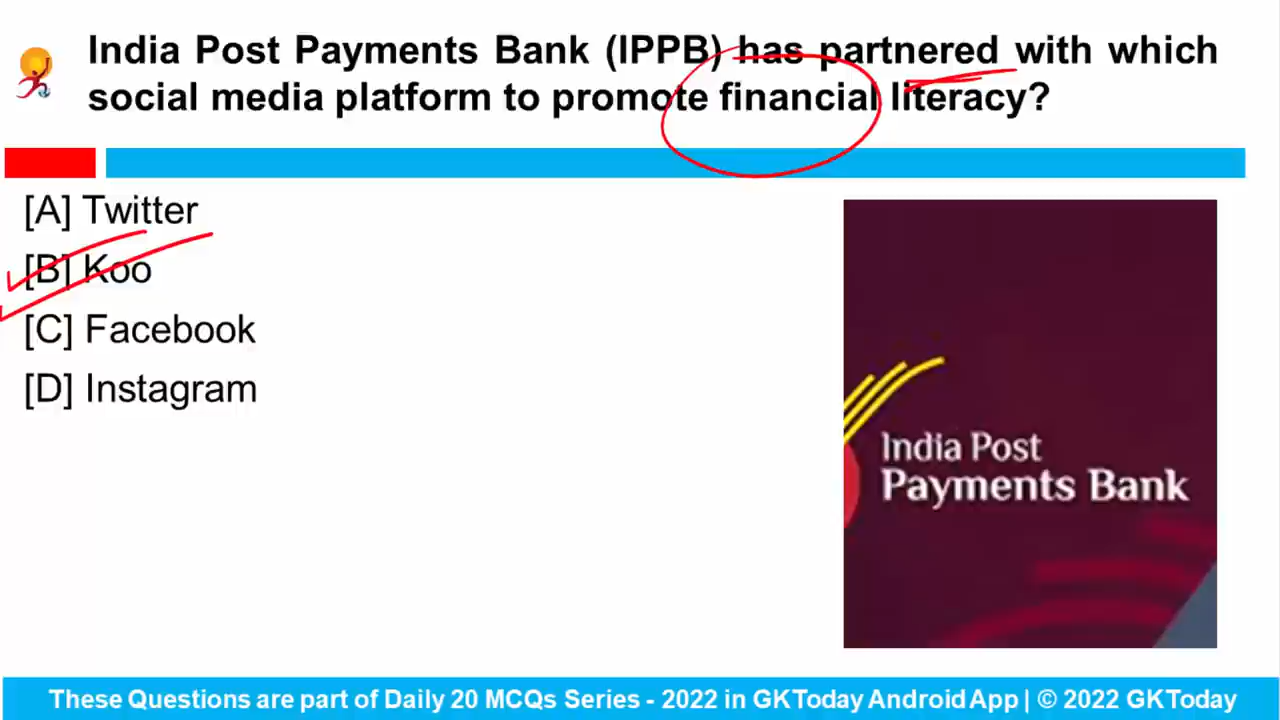 India Post Payments Bank (IPPB) has partnered with which
social media platform to promote financial literacy?
[A] Twitter
[B] Koo
[C] Facebook
[D] Instagram
India Post
Payments Bank
These Questions are part of Daily 20 MCQs Series - 2022 in GKToday Android App | © 2022 GKToday